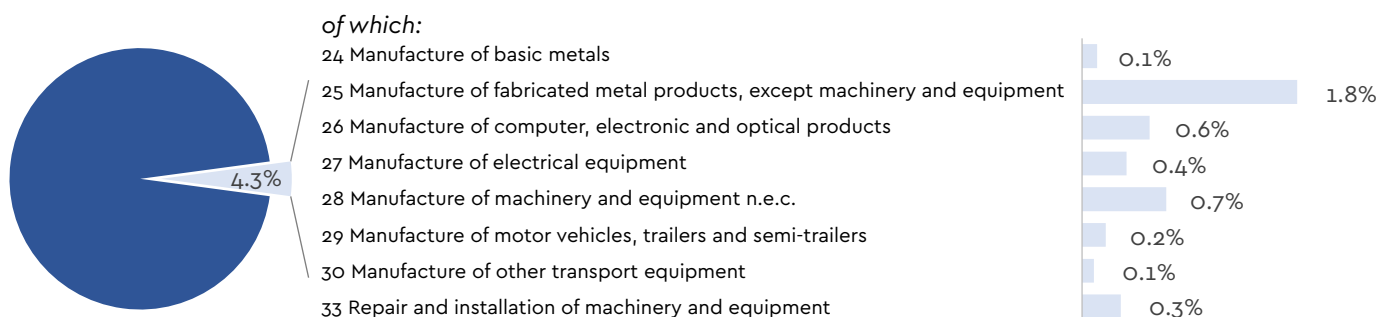 of which:
24 Manufacture of basic metals 0.1%
25 Manufacture of fabricated metal products, except machinery and equipment 1.8%
26 Manufacture of computer, electronic and optical products 0.6%
27 Manufacture of electrical equipment 0.4%
4.3%
28 Manufacture of machinery and equipment n.e.c. 0.7%
29 Manufacture of motor vehicles, trailers and semi-trailers 0.2%
30 Manufacture of other transport equipment 0.1%
33 Repair and installation of machinery and equipment 0.3%